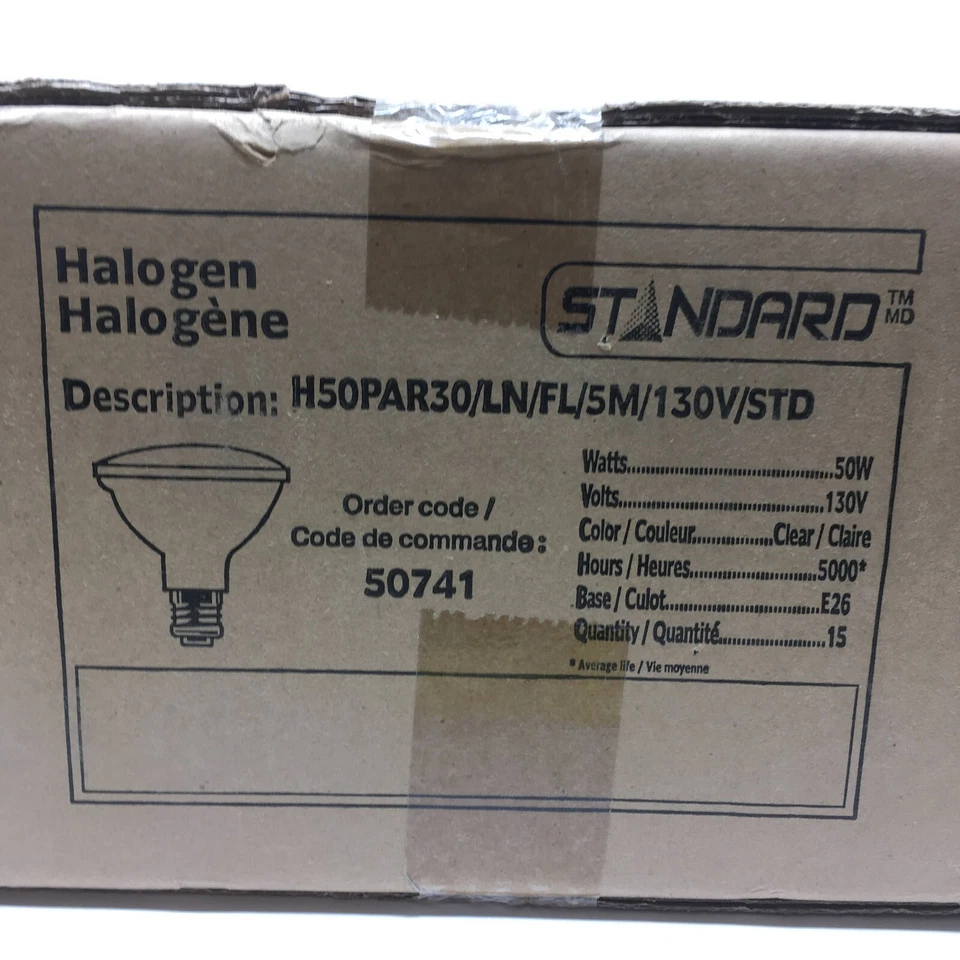 Halogen
Halogène
STANDARD TM MD
Description: H50PAR30/LN/FL/5M/130V/STD
Order code /
Code de commande:
50741
Watts....................................50W
Volts....................................130V
Color / Couleur.................Clear / Claire
Hours / Heures.........................5000*
Base / Culot............................E26
Quantity / Quantité...................15
* Average life / Vie moyenne